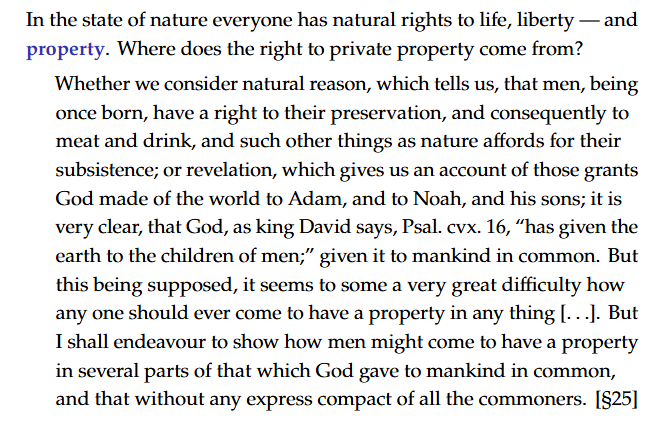 In the state of nature everyone has natural rights to life, liberty — and
property. Where does the right to private property come from?
Whether we consider natural reason, which tells us, that men, being
once born, have a right to their preservation, and consequently to
meat and drink, and such other things as nature affords for their
subsistence; or revelation, which gives us an account of those grants
God made of the world to Adam, and to Noah, and his sons; it is
very clear, that God, as king David says, Psal. cvx. 16, “has given the
earth to the children of men;” given it to mankind in common. But
this being supposed, it seems to some a very great difficulty how
any one should ever come to have a property in any thing [. . .]. But
I shall endeavour to show how men might come to have a property
in several parts of that which God gave to mankind in common,
and that without any express compact of all the commoners. [§25]